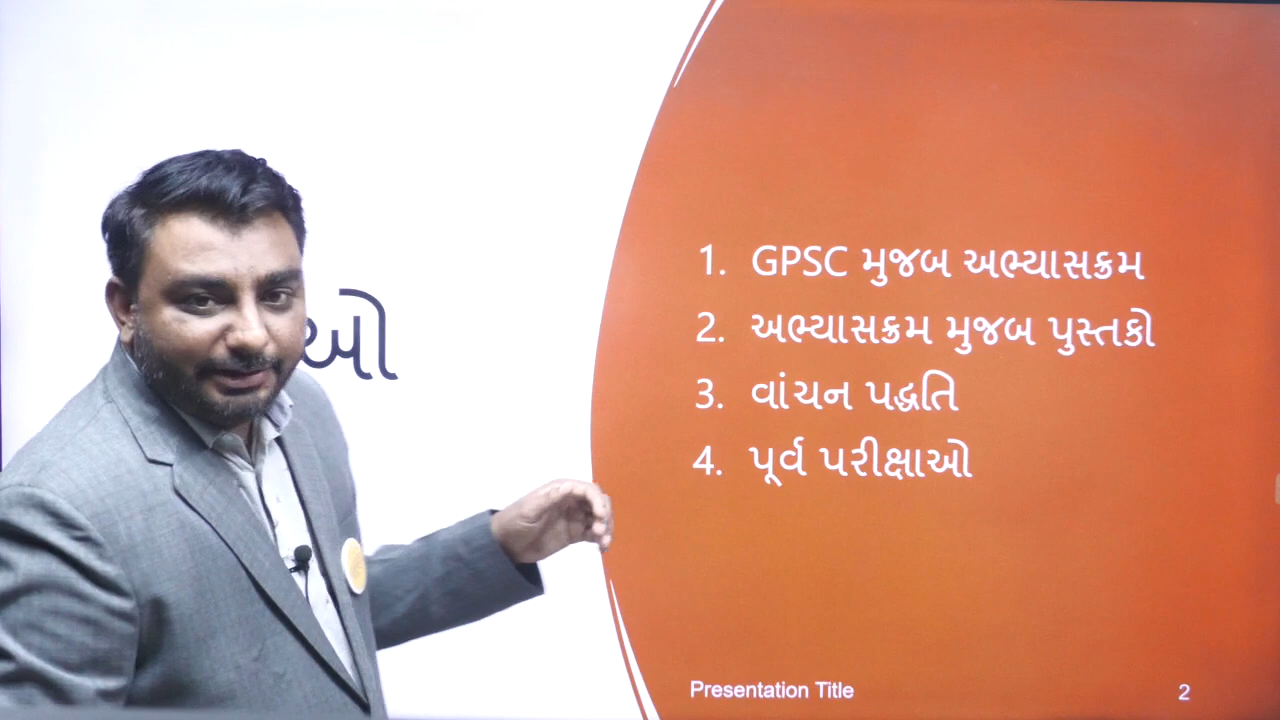 1. GPSC મુજબ અભ્યાસક્રમ
2. અભ્યાસક્રમ મુજબ પુસ્તકો
3. વાંચન પદ્ધતિ
4. પૂર્વ પરીક્ષાઓ
Presentation Title
2